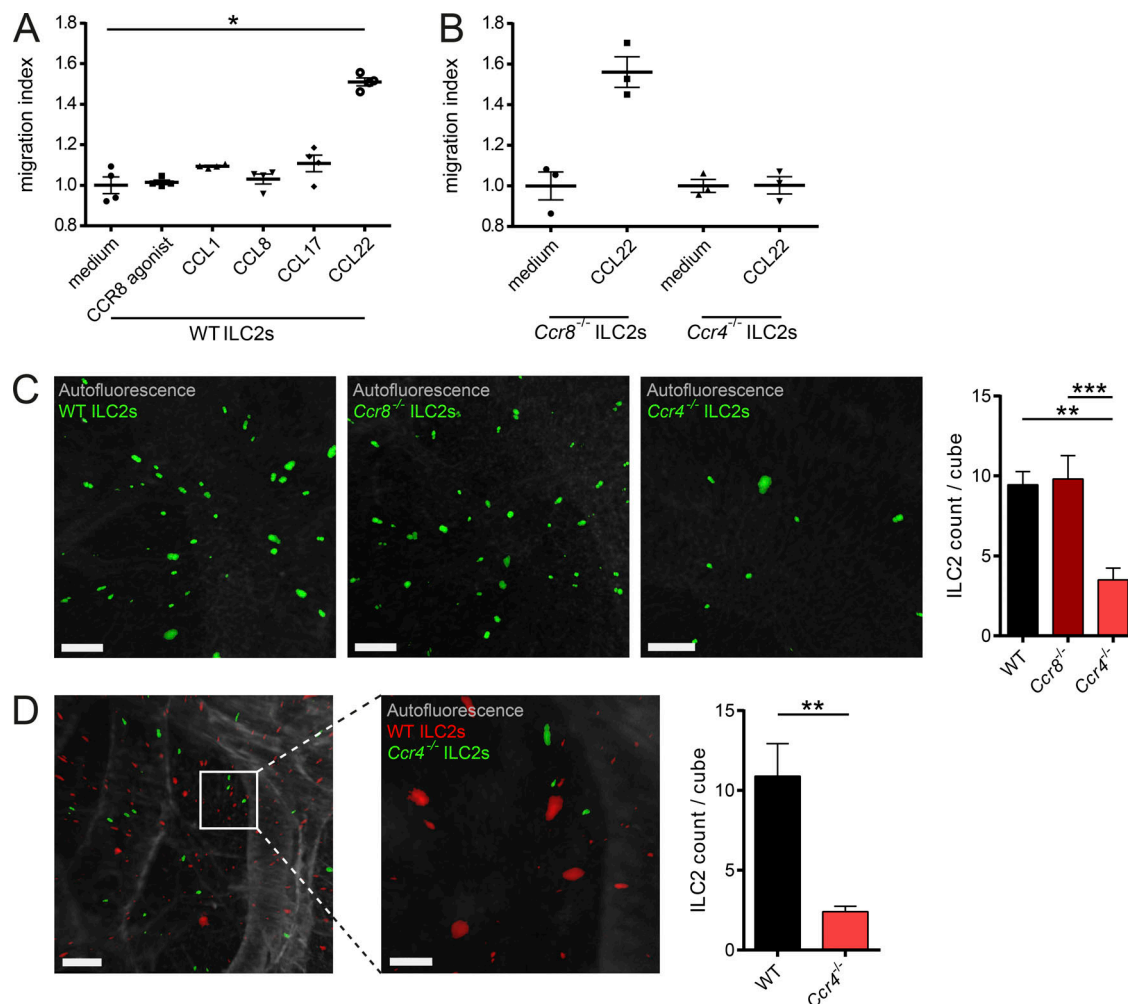 A
migration index
1.8
1.6
1.4
1.2
1.0
0.8
*
medium
CCR8 agonist
CCL1
CCL8
CCL17
CCL22
WT ILC2s
B
migration index
1.8
1.6
1.4
1.2
1.0
0.8
medium
CCL22
medium
CCL22
Ccr8-/- ILC2s
Ccr4-/- ILC2s
C
Autofluorescence
WT ILC2s
Autofluorescence
Ccr8-/- ILC2s
Autofluorescence
Ccr4-/- ILC2s
ILC2 count / cube
15
10
5
0
***
**
WT
Ccr8-/-
Ccr4-/-
D
Autofluorescence
WT ILC2s
Ccr4-/- ILC2s
ILC2 count / cube
15
10
5
0
**
WT
Ccr4-/-